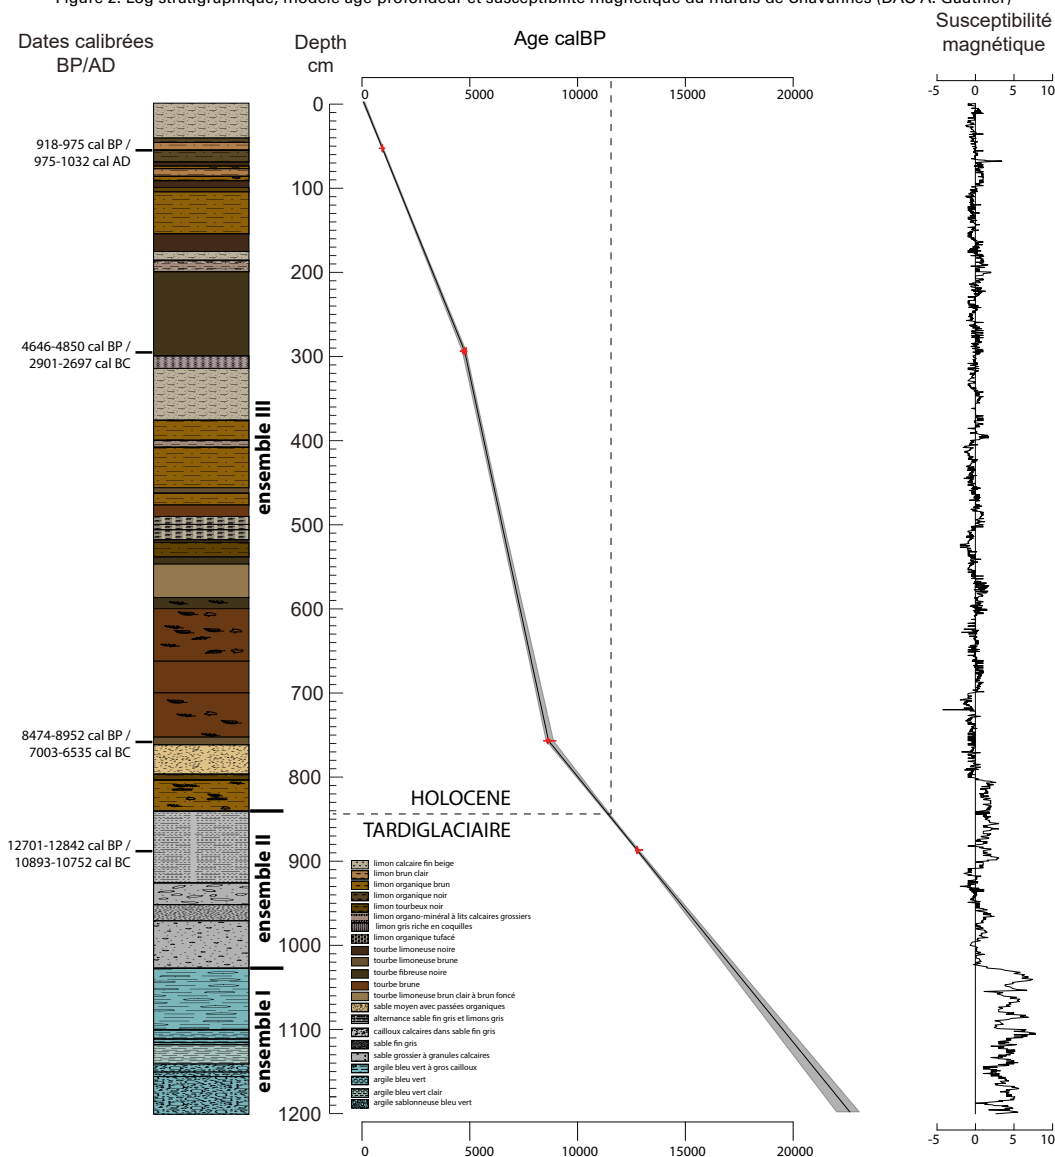 Figure 2. Log stratigraphique, modèle âge profondeur et susceptibilité magnétique du marais de Chavannes (DAO A. Gauthier)
Dates calibrées
BP/AD
Depth
cm
Age calBP
Susceptibilité
magnétique
0
5000
10000
15000
20000
-5
0
5
10
0
100
200
300
400
500
600
700
800
900
1000
1100
1200
918-975 cal BP /
975-1032 cal AD
4646-4850 cal BP /
2901-2697 cal BC
8474-8952 cal BP /
7003-6535 cal BC
12701-12842 cal BP /
10893-10752 cal BC
ensemble III
ensemble II
ensemble I
HOLOCENE
TARDIGLACIAIRE
limon calcaire fin beige
limon brun clair
limon organique brun
limon organique noir
limon tourbeux noir
limon organo-minéral à lits calcaires grossiers
limon gris riche en coquilles
limon organique tufacé
tourbe limoneuse noire
tourbe limoneuse brune
tourbe fibreuse noire
tourbe brune
tourbe limoneuse brun clair à brun foncé
sable moyen avec passées organiques
alternance sable fin gris et limons gris
cailloux calcaires dans sable fin gris
sable fin gris
sable grossier à granules calcaires
argile bleu vert à gros cailloux
argile bleu vert
argile bleu vert clair
argile sablonneuse bleu vert
0
5000
10000
15000
20000
-5
0
5
10